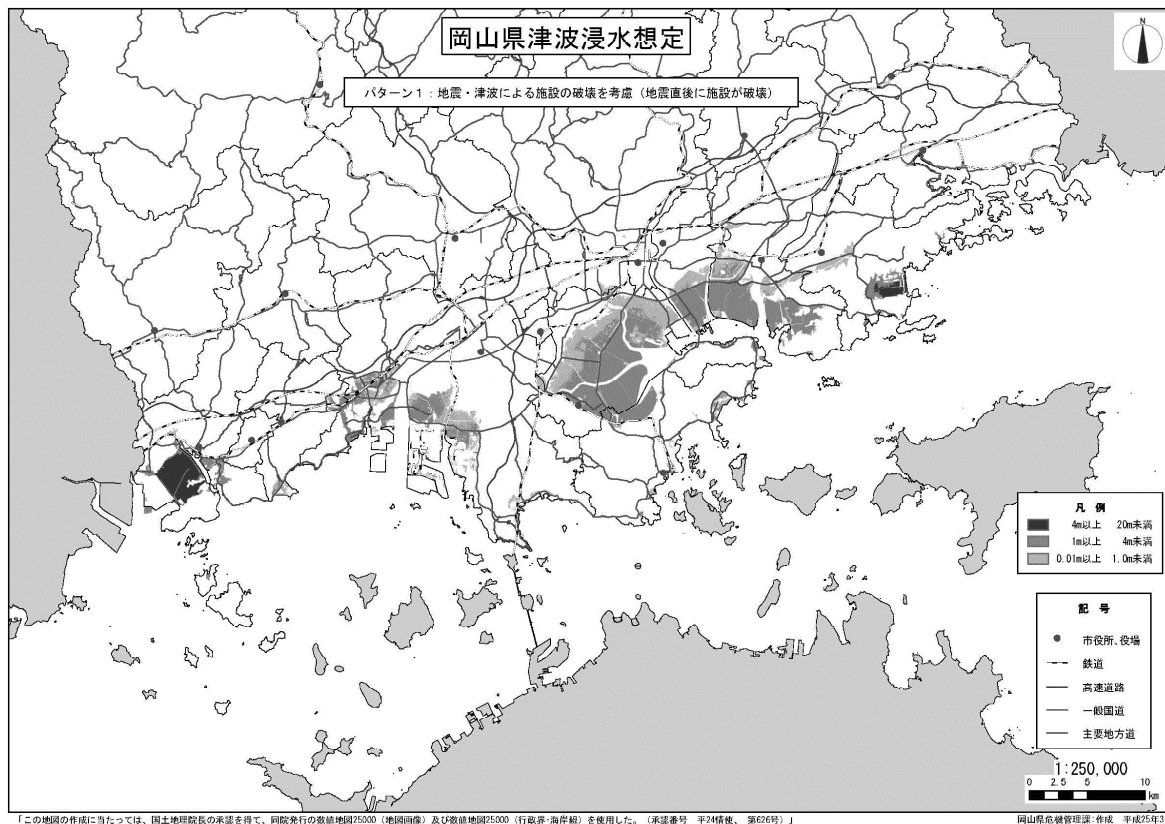 岡山県津波浸水想定
N
パターン1：地震・津波による施設の破壊を考慮（地震直後に施設が破壊）
凡 例
4m以上 20m未満
1m以上 4m未満
0.01m以上 1.0m未満
記 号
市役所、役場
鉄道
高速道路
一般国道
主要地方道
1:250,000
0 2.5 5 10
km
「この地図の作成に当たっては、国土地理院長の承認を得て、同院発行の数値地図25000（地図画像）及び数値地図25000（行政界・海岸線）を使用した。（承認番号 平24情使、 第626号）」
岡山県危機管理課:作成 平成25年3